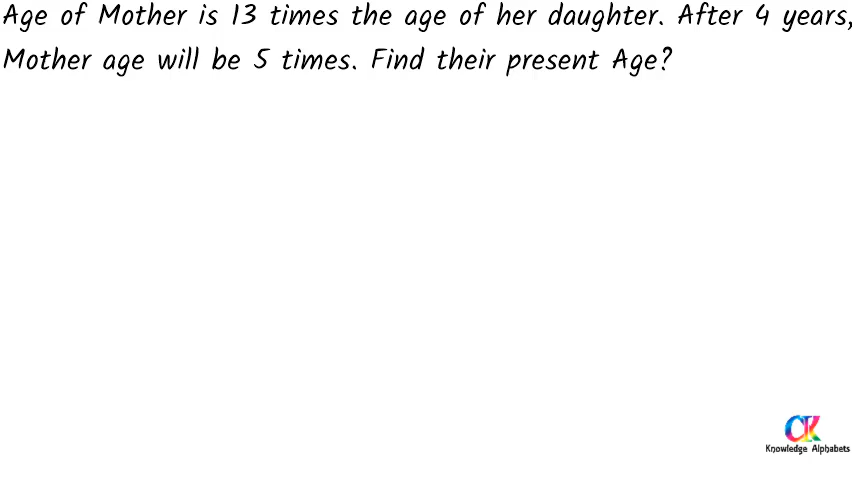 Age of Mother is 13 times the age of her daughter. After 4 years,
Mother age will be 5 times. Find their present Age?
CK
Knowledge Alphabets